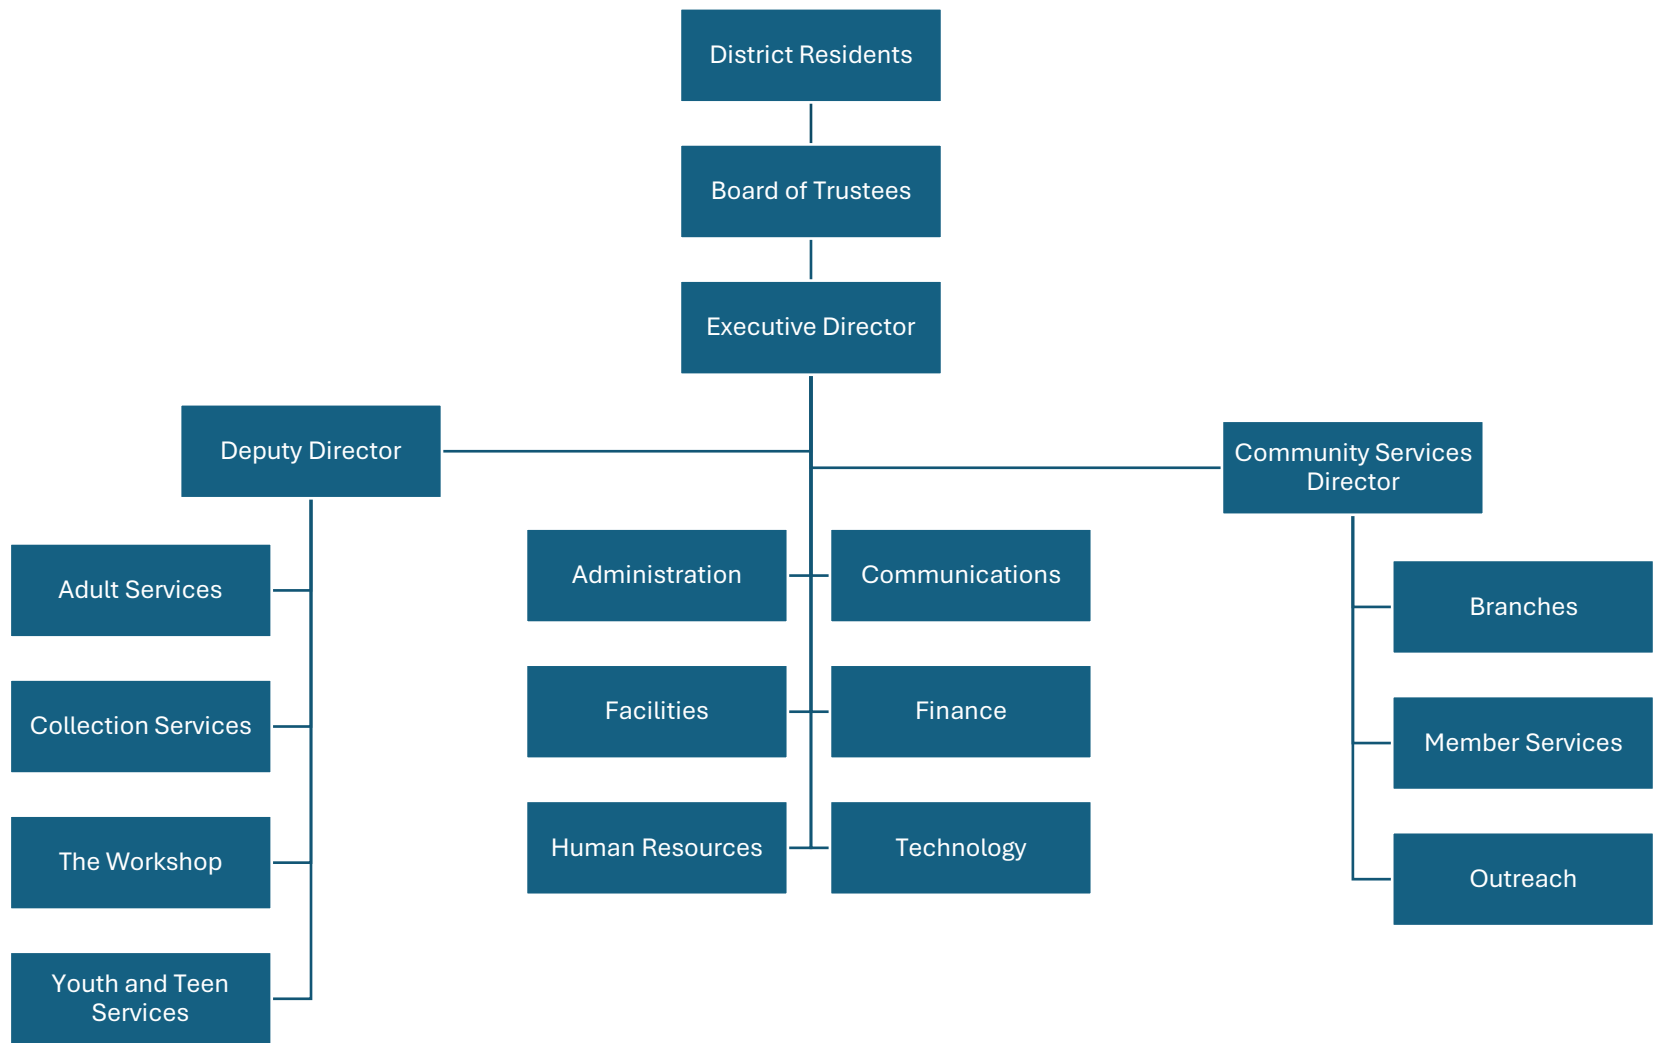 District Residents
Board of Trustees
Executive Director
Deputy Director
Community Services
Director
Adult Services
Collection Services
The Workshop
Youth and Teen
Services
Administration
Communications
Facilities
Finance
Human Resources
Technology
Branches
Member Services
Outreach